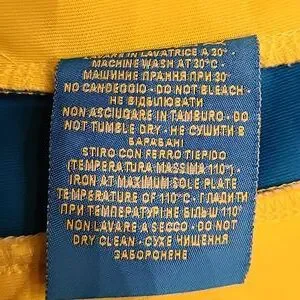 LAVARE IN LAVATRICE A 30° -
MACHINE WASH AT 30°C -
МАШИННЕ ПРАННЯ ПРИ 30°
NO CANDEGGIO - DO NOT BLEACH -
НЕ ВІДБІЛЮВАТИ
NON ASCIUGARE IN TAMBURO - DO
NOT TUMBLE DRY - НЕ СУШИТИ В
БАРАБАНІ
STIRO CON FERRO TIEPIDO
(TEMPERATURA MASSIMA 110°) -
IRON AT MAXIMUM SOLE PLATE
TEMPERATURE OF 110° - ГЛАДИТИ
ПРИ ТЕМПЕРАТУРІ НЕ БІЛЬШ 110°
NON LAVARE A SECCO - DO NOT
DRY CLEAN - СУХЕ ЧИЩЕННЯ
ЗАБОРОНЕНЕ